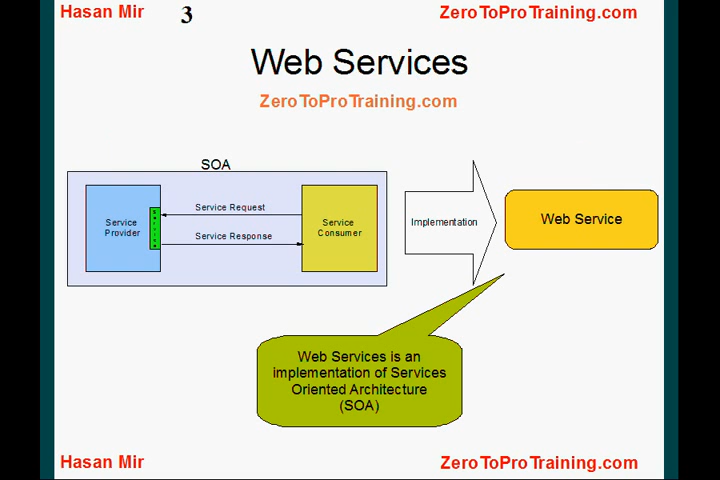 Hasan Mir
3
ZeroToProTraining.com
Web Services
ZeroToProTraining.com
SOA
Service Request
Service
Provider
Service Response
Service
Consumer
Implementation
Web Service
Web Services is an
implementation of Services
Oriented Architecture
(SOA)
Hasan Mir
ZeroToProTraining.com